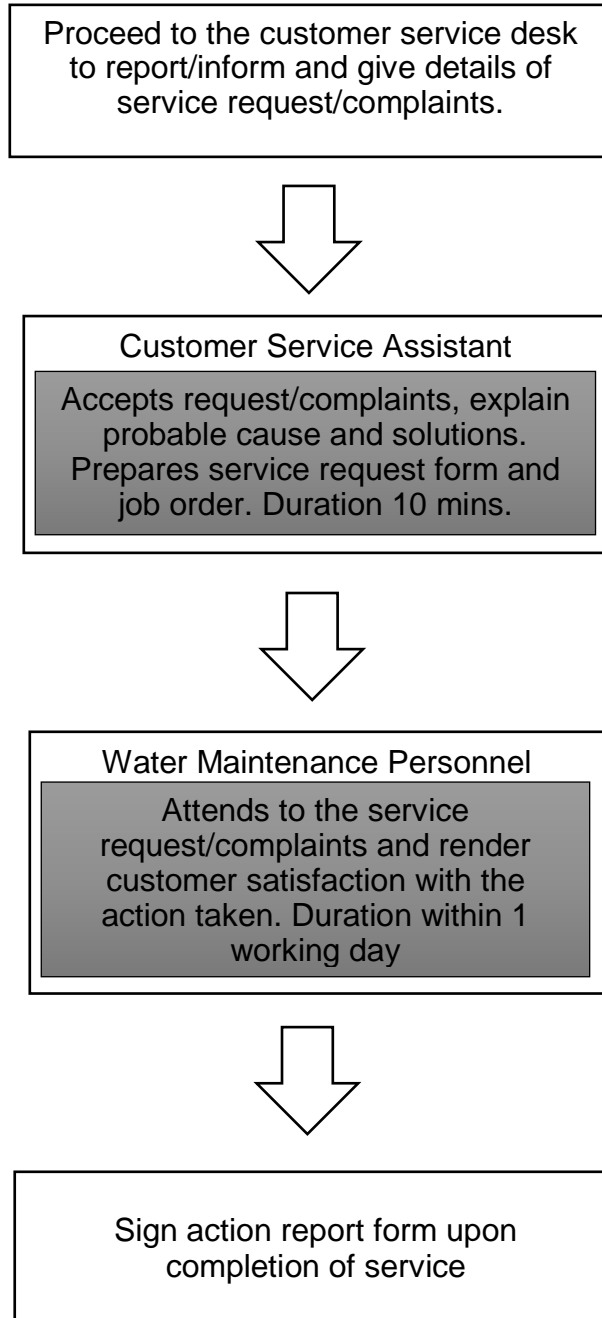 Proceed to the customer service desk
to report/inform and give details of
service request/complaints.
Customer Service Assistant
Accepts request/complaints, explain
probable cause and solutions.
Prepares service request form and
job order. Duration 10 mins.
Water Maintenance Personnel
Attends to the service
request/complaints and render
customer satisfaction with the
action taken. Duration within 1
working day
Sign action report form upon
completion of service